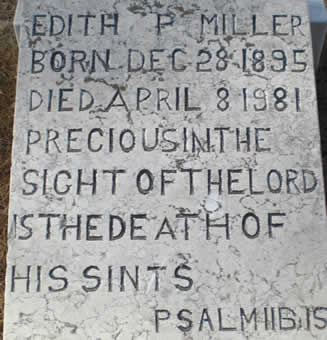 EDITH P MILLER
BORN DEC 28 1895
DIED APRIL 8 1981
PRECIOUS IN THE
SIGHT OF THE LORD
IS THE DEATH OF
HIS SINTS
PSALM 116,15